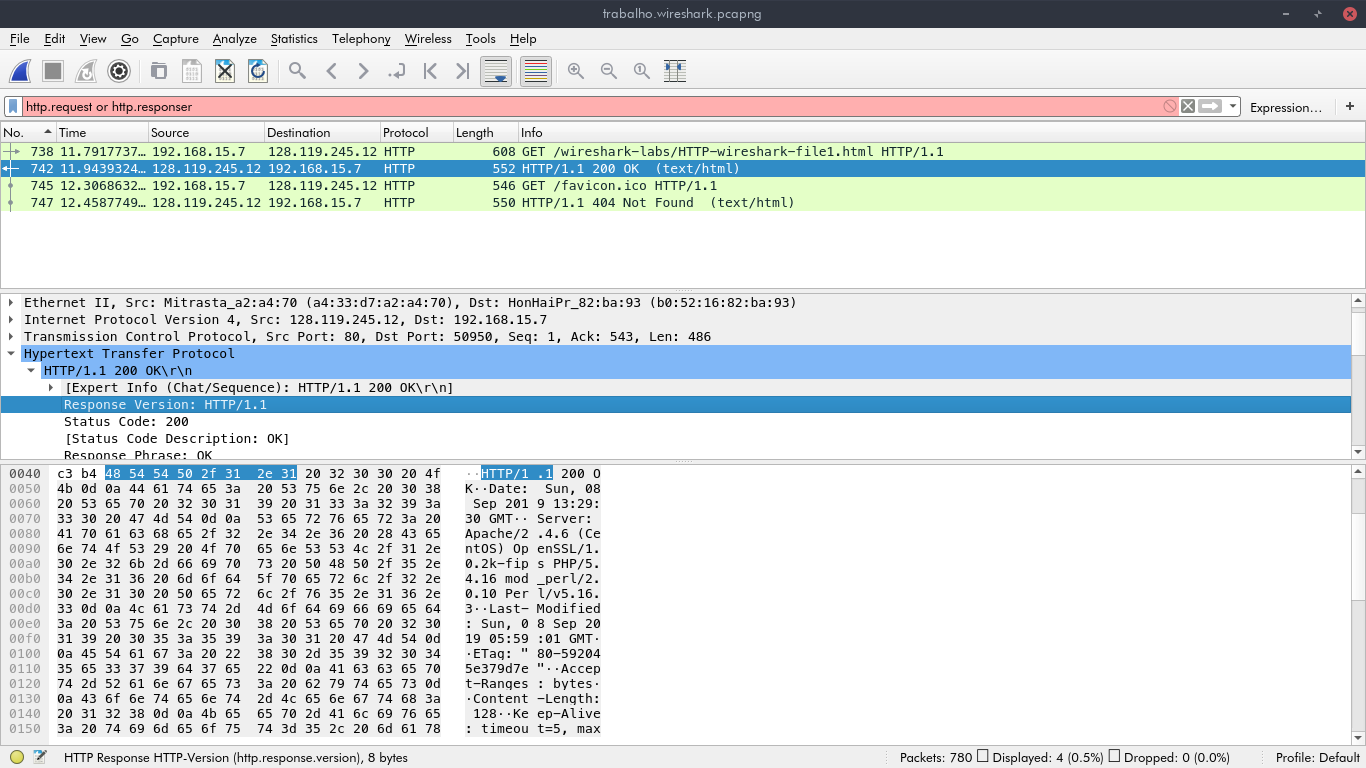 trabalho.wireshark.pcapng
File Edit View Go Capture Analyze Statistics Telephony Wireless Tools Help
http.request or http.responser Expression… +
No. Time Source Destination Protocol Length Info
738 11.7917737… 192.168.15.7 128.119.245.12 HTTP 608 GET /wireshark-labs/HTTP-wireshark-file1.html HTTP/1.1
742 11.9439324… 128.119.245.12 192.168.15.7 HTTP 552 HTTP/1.1 200 OK (text/html)
745 12.3068632… 192.168.15.7 128.119.245.12 HTTP 546 GET /favicon.ico HTTP/1.1
747 12.4587749… 128.119.245.12 192.168.15.7 HTTP 550 HTTP/1.1 404 Not Found (text/html)
Ethernet II, Src: Mitrasta_a2:a4:70 (a4:33:d7:a2:a4:70), Dst: HonHaiPr_82:ba:93 (b0:52:16:82:ba:93)
Internet Protocol Version 4, Src: 128.119.245.12, Dst: 192.168.15.7
Transmission Control Protocol, Src Port: 80, Dst Port: 50950, Seq: 1, Ack: 543, Len: 486
Hypertext Transfer Protocol
HTTP/1.1 200 OK\r\n
[Expert Info (Chat/Sequence): HTTP/1.1 200 OK\r\n]
Response Version: HTTP/1.1
Status Code: 200
[Status Code Description: OK]
Response Phrase: OK
0040 c3 b4 48 54 54 50 2f 31 2e 31 20 32 30 30 20 4f ··HTTP/1 .1 200 O
0050 4b 0d 0a 44 61 74 65 3a 20 53 75 6e 2c 20 30 38 K··Date: Sun, 08
0060 20 53 65 70 20 32 30 31 39 20 31 33 3a 32 39 3a Sep 201 9 13:29:
0070 33 30 20 47 4d 54 0d 0a 53 65 72 76 65 72 3a 20 30 GMT·· Server:
0080 41 70 61 63 68 65 2f 32 2e 34 2e 36 20 28 43 65 Apache/2 .4.6 (Ce
0090 6e 74 4f 53 29 20 4f 70 65 6e 53 53 4c 2f 31 2e ntOS) Op enSSL/1.
00a0 30 2e 32 6b 2d 66 69 70 73 20 50 48 50 2f 35 2e 0.2k-fip s PHP/5.
00b0 34 2e 31 36 20 6d 6f 64 5f 70 65 72 6c 2f 32 2e 4.16 mod _perl/2.
00c0 30 2e 31 30 20 50 65 72 6c 2f 76 35 2e 31 36 2e 0.10 Per l/v5.16.
00d0 33 0d 0a 4c 61 73 74 2d 4d 6f 64 69 66 69 65 64 3··Last- Modified
00e0 3a 20 53 75 6e 2c 20 30 38 20 53 65 70 20 32 30 : Sun, 0 8 Sep 20
00f0 31 39 20 30 35 3a 35 39 3a 30 31 20 47 4d 54 0d 19 05:59 :01 GMT·
0100 0a 45 54 61 67 3a 20 22 38 30 2d 35 39 32 30 34 ·ETag: " 80-59204
0110 35 65 33 37 39 64 37 65 22 0d 0a 41 63 63 65 70 5e379d7e "··Accep
0120 74 2d 52 61 6e 67 65 73 3a 20 62 79 74 65 73 0d t-Ranges : bytes·
0130 0a 43 6f 6e 74 65 6e 74 2d 4c 65 6e 67 74 68 3a ·Content -Length:
0140 20 31 32 38 0d 0a 4b 65 65 70 2d 41 6c 69 76 65 128··Ke ep-Alive
0150 3a 20 74 69 6d 65 6f 75 74 3d 35 2c 20 6d 61 78 : timeou t=5, max
HTTP Response HTTP-Version (http.response.version), 8 bytes Packets: 780 Displayed: 4 (0.5%) Dropped: 0 (0.0%) Profile: Default